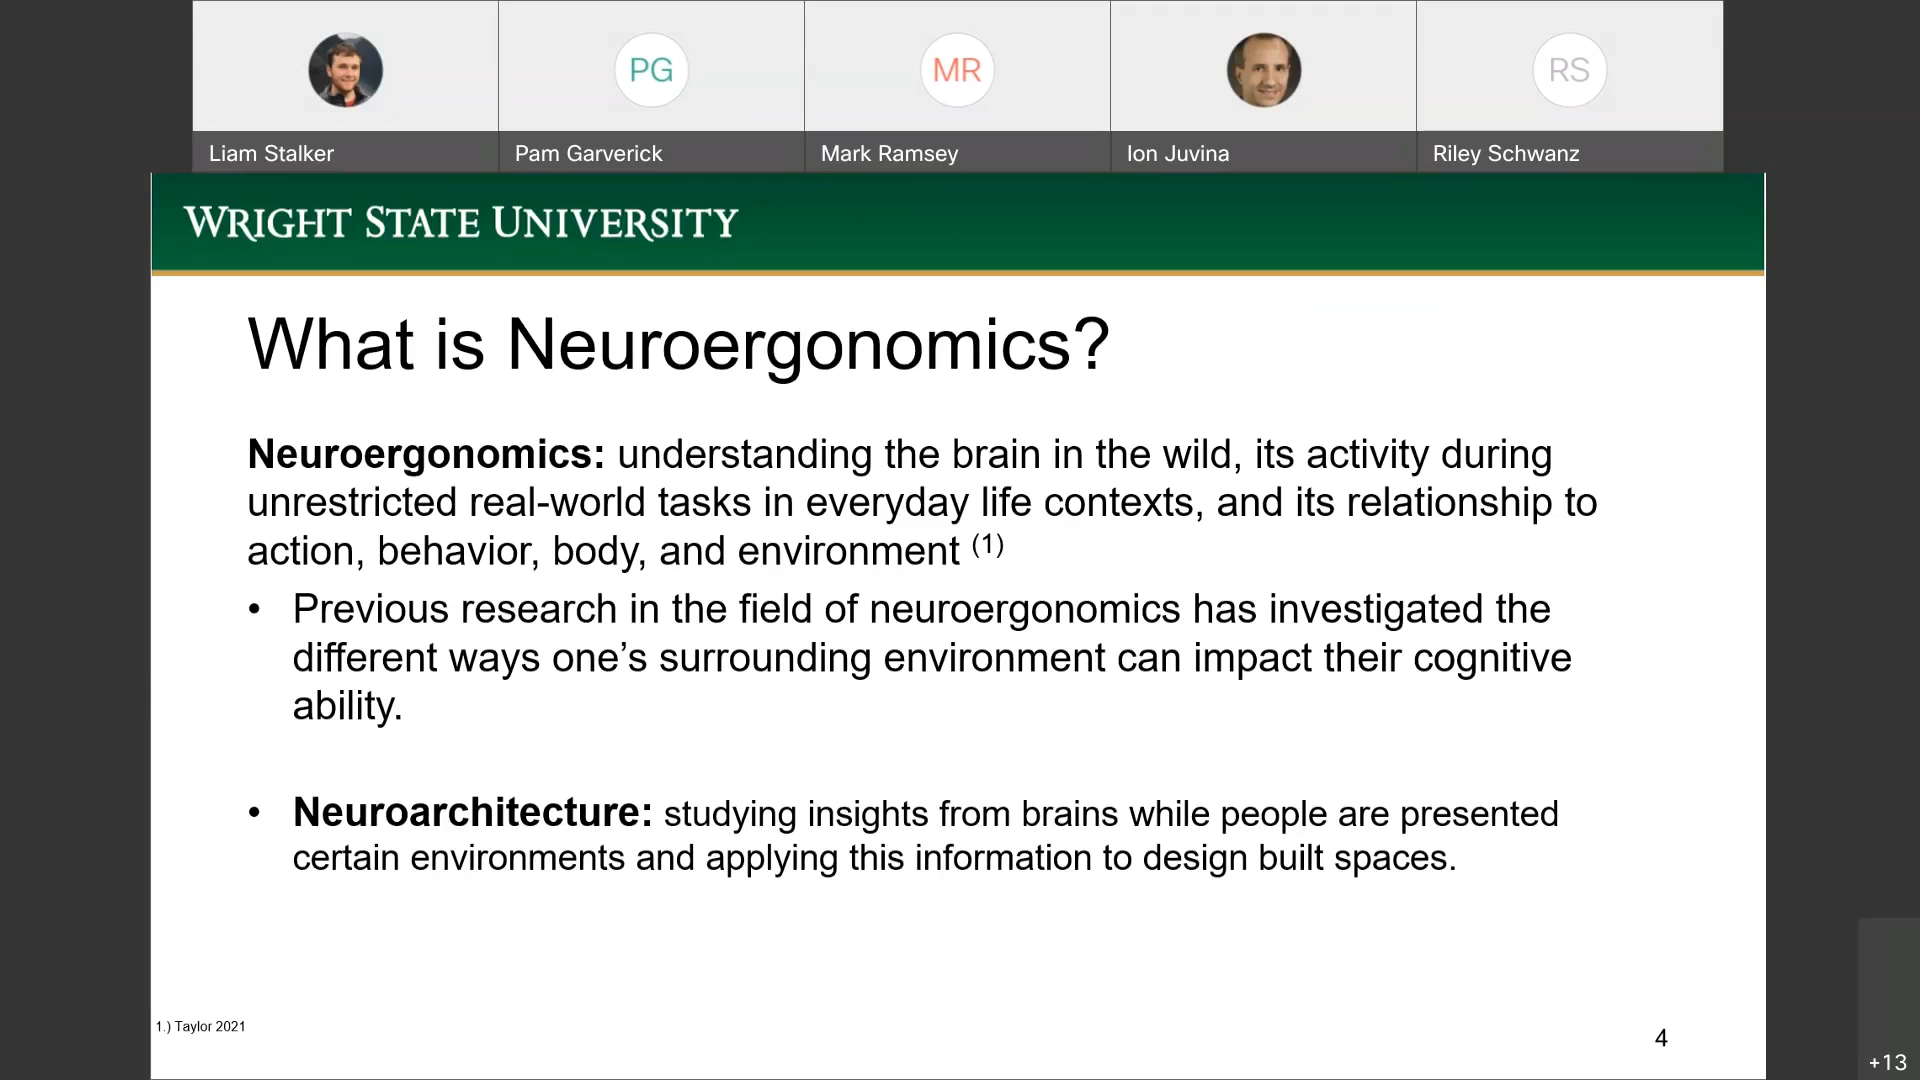 PG
MR
RS
Liam Stalker
Pam Garverick
Mark Ramsey
Ion Juvina
Riley Schwanz
WRIGHT STATE UNIVERSITY
What is Neuroergonomics?
Neuroergonomics: understanding the brain in the wild, its activity during
unrestricted real-world tasks in everyday life contexts, and its relationship to
action, behavior, body, and environment (1)
• Previous research in the field of neuroergonomics has investigated the
different ways one’s surrounding environment can impact their cognitive
ability.
• Neuroarchitecture: studying insights from brains while people are presented
certain environments and applying this information to design built spaces.
1.) Taylor 2021
4
+13